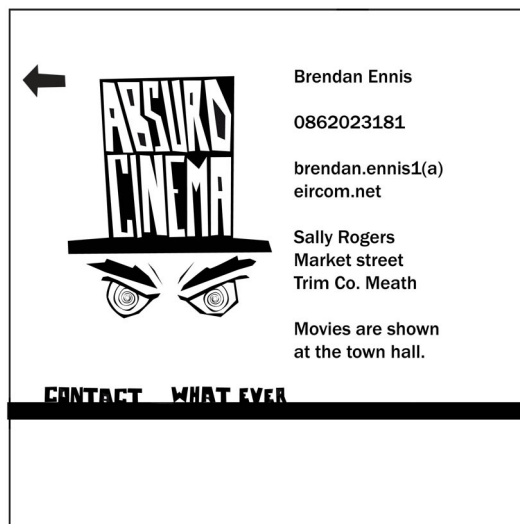 ABSURD
CINEMA
Brendan Ennis
0862023181
brendan.ennis1(a)
eircom.net
Sally Rogers
Market street
Trim Co. Meath
Movies are shown
at the town hall.
CONTACT WHAT EVER